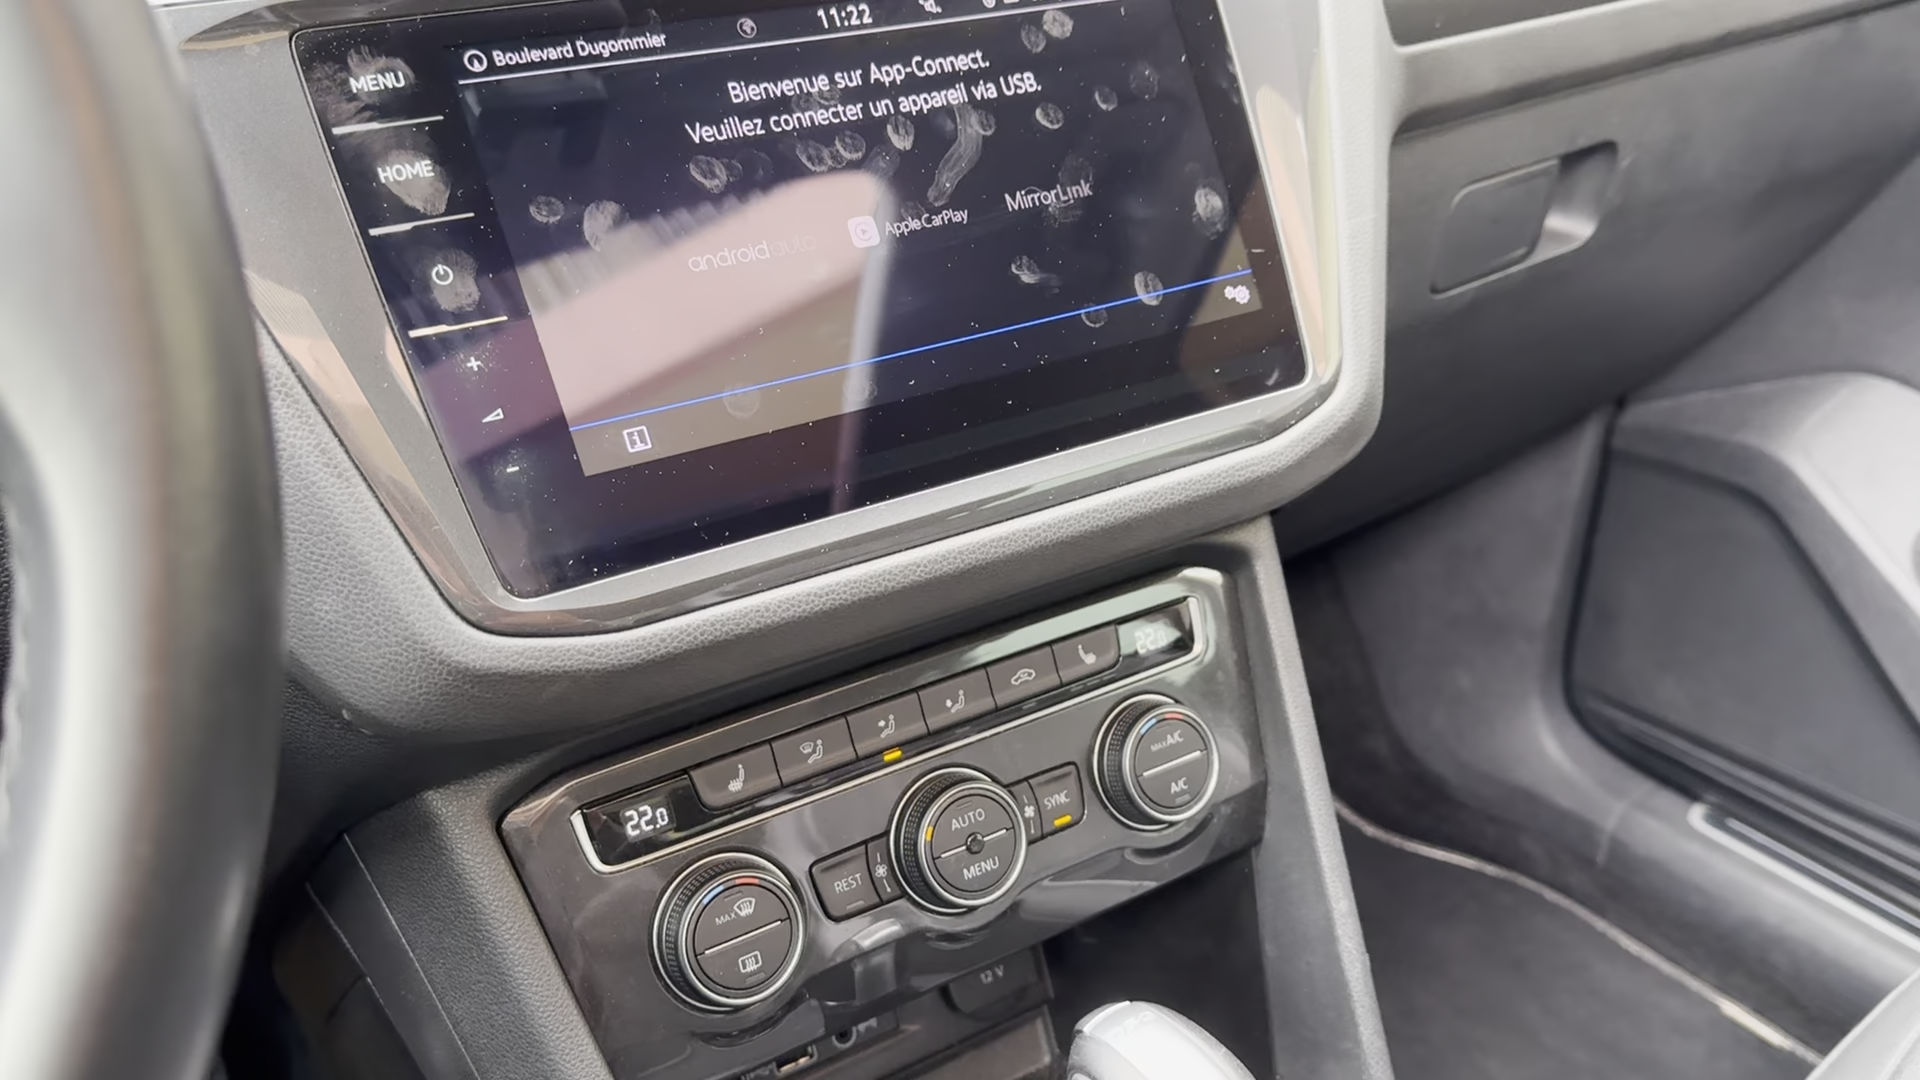 11:22
Boulevard Dugommier
MENU
Bienvenue sur App-Connect.
Veuillez connecter un appareil via USB.
HOME
androidauto
Apple CarPlay
MirrorLink
+
-
22.0
22.0
MAX A/C
A/C
SYNC
AUTO
MENU
REST
MAX
12 V